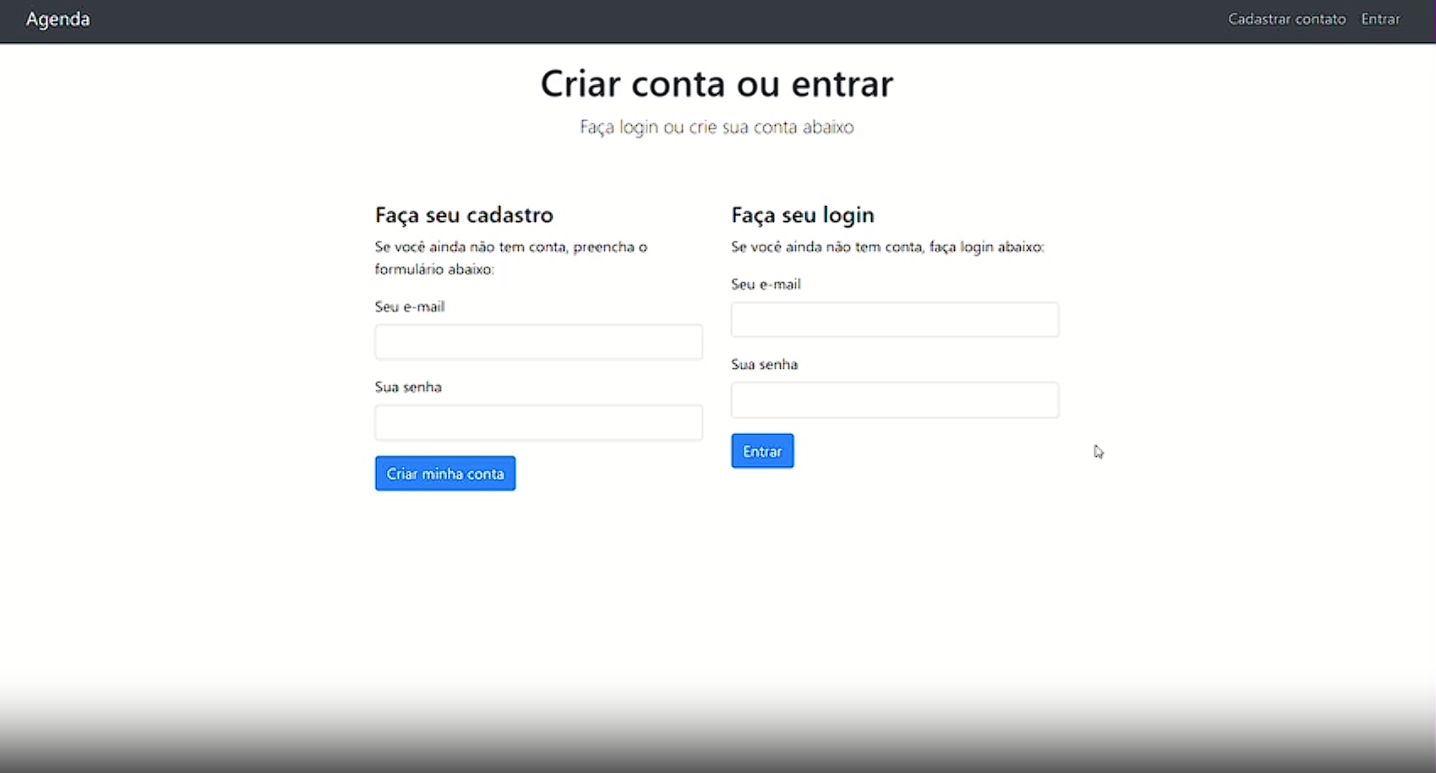 Agenda
Cadastrar contato
Entrar
Criar conta ou entrar
Faça login ou crie sua conta abaixo
Faça seu cadastro
Se você ainda não tem conta, preencha o
formulário abaixo:
Seu e-mail
Sua senha
Criar minha conta
Faça seu login
Se você ainda não tem conta, faça login abaixo:
Seu e-mail
Sua senha
Entrar